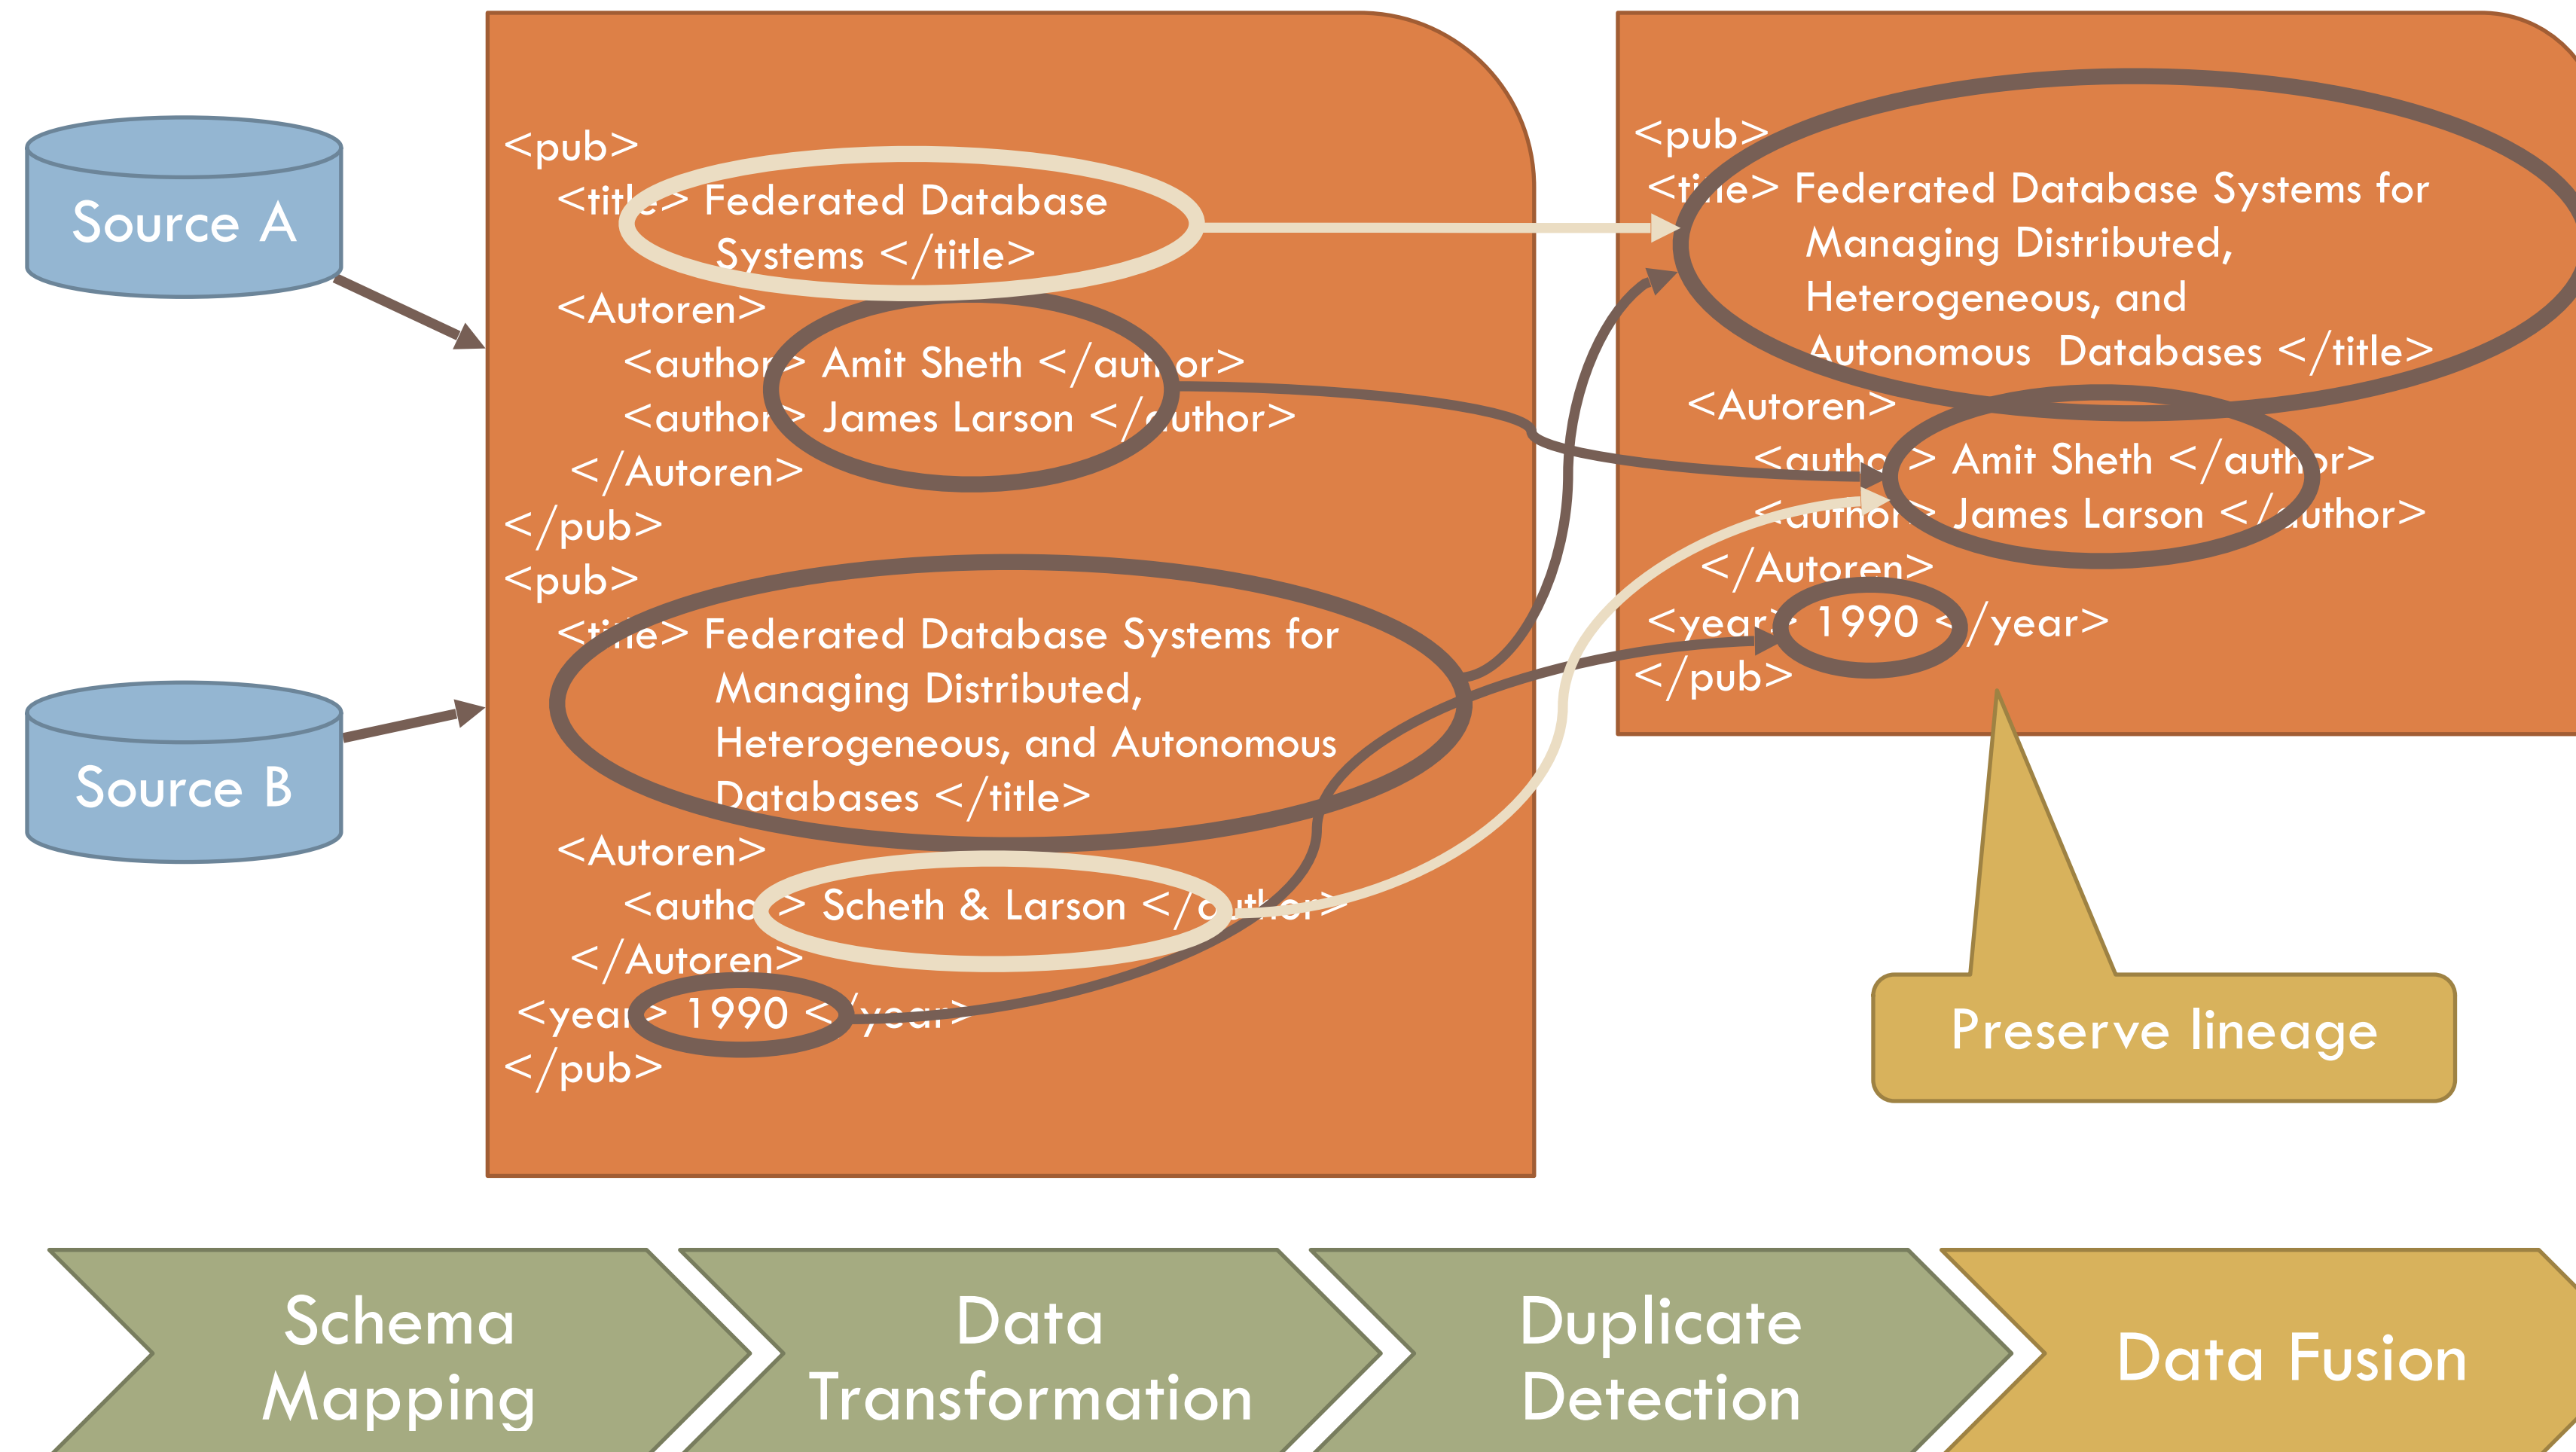 Source A
Source B
<pub>
<title> Federated Database
Systems </title>
<Autoren>
<author> Amit Sheth </author>
<author> James Larson </author>
</Autoren>
</pub>
<pub>
<title> Federated Database Systems for
Managing Distributed,
Heterogeneous, and Autonomous
Databases </title>
<Autoren>
<author> Scheth & Larson </author>
</Autoren>
<year> 1990 </year>
</pub>
<pub>
<title> Federated Database Systems for
Managing Distributed,
Heterogeneous, and
Autonomous Databases </title>
<Autoren>
<author> Amit Sheth </author>
<author> James Larson </author>
</Autoren>
<year> 1990 </year>
</pub>
Preserve lineage
Schema
Mapping
Data
Transformation
Duplicate
Detection
Data Fusion